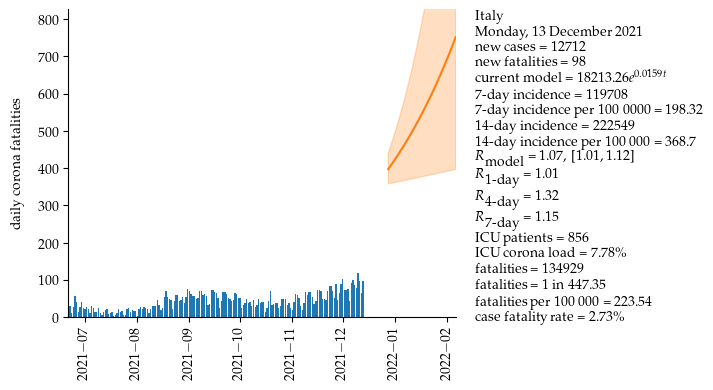 800
700
600
500
400
300
200
100
0
daily corona fatalities
2021−07
2021−08
2021−09
2021−10
2021−11
2021−12
2022−01
2022−02
Italy
Monday, 13 December 2021
new cases = 12712
new fatalities = 98
current model = 18213.26e^0.0159t
7-day incidence = 119708
7-day incidence per 100 0000 = 198.32
14-day incidence = 222549
14-day incidence per 100 000 = 368.7
R model = 1.07, [1.01, 1.12]
R 1-day = 1.01
R 4-day = 1.32
R 7-day = 1.15
ICU patients = 856
ICU corona load = 7.78%
fatalities = 134929
fatalities = 1 in 447.35
fatalities per 100 000 = 223.54
case fatality rate = 2.73%